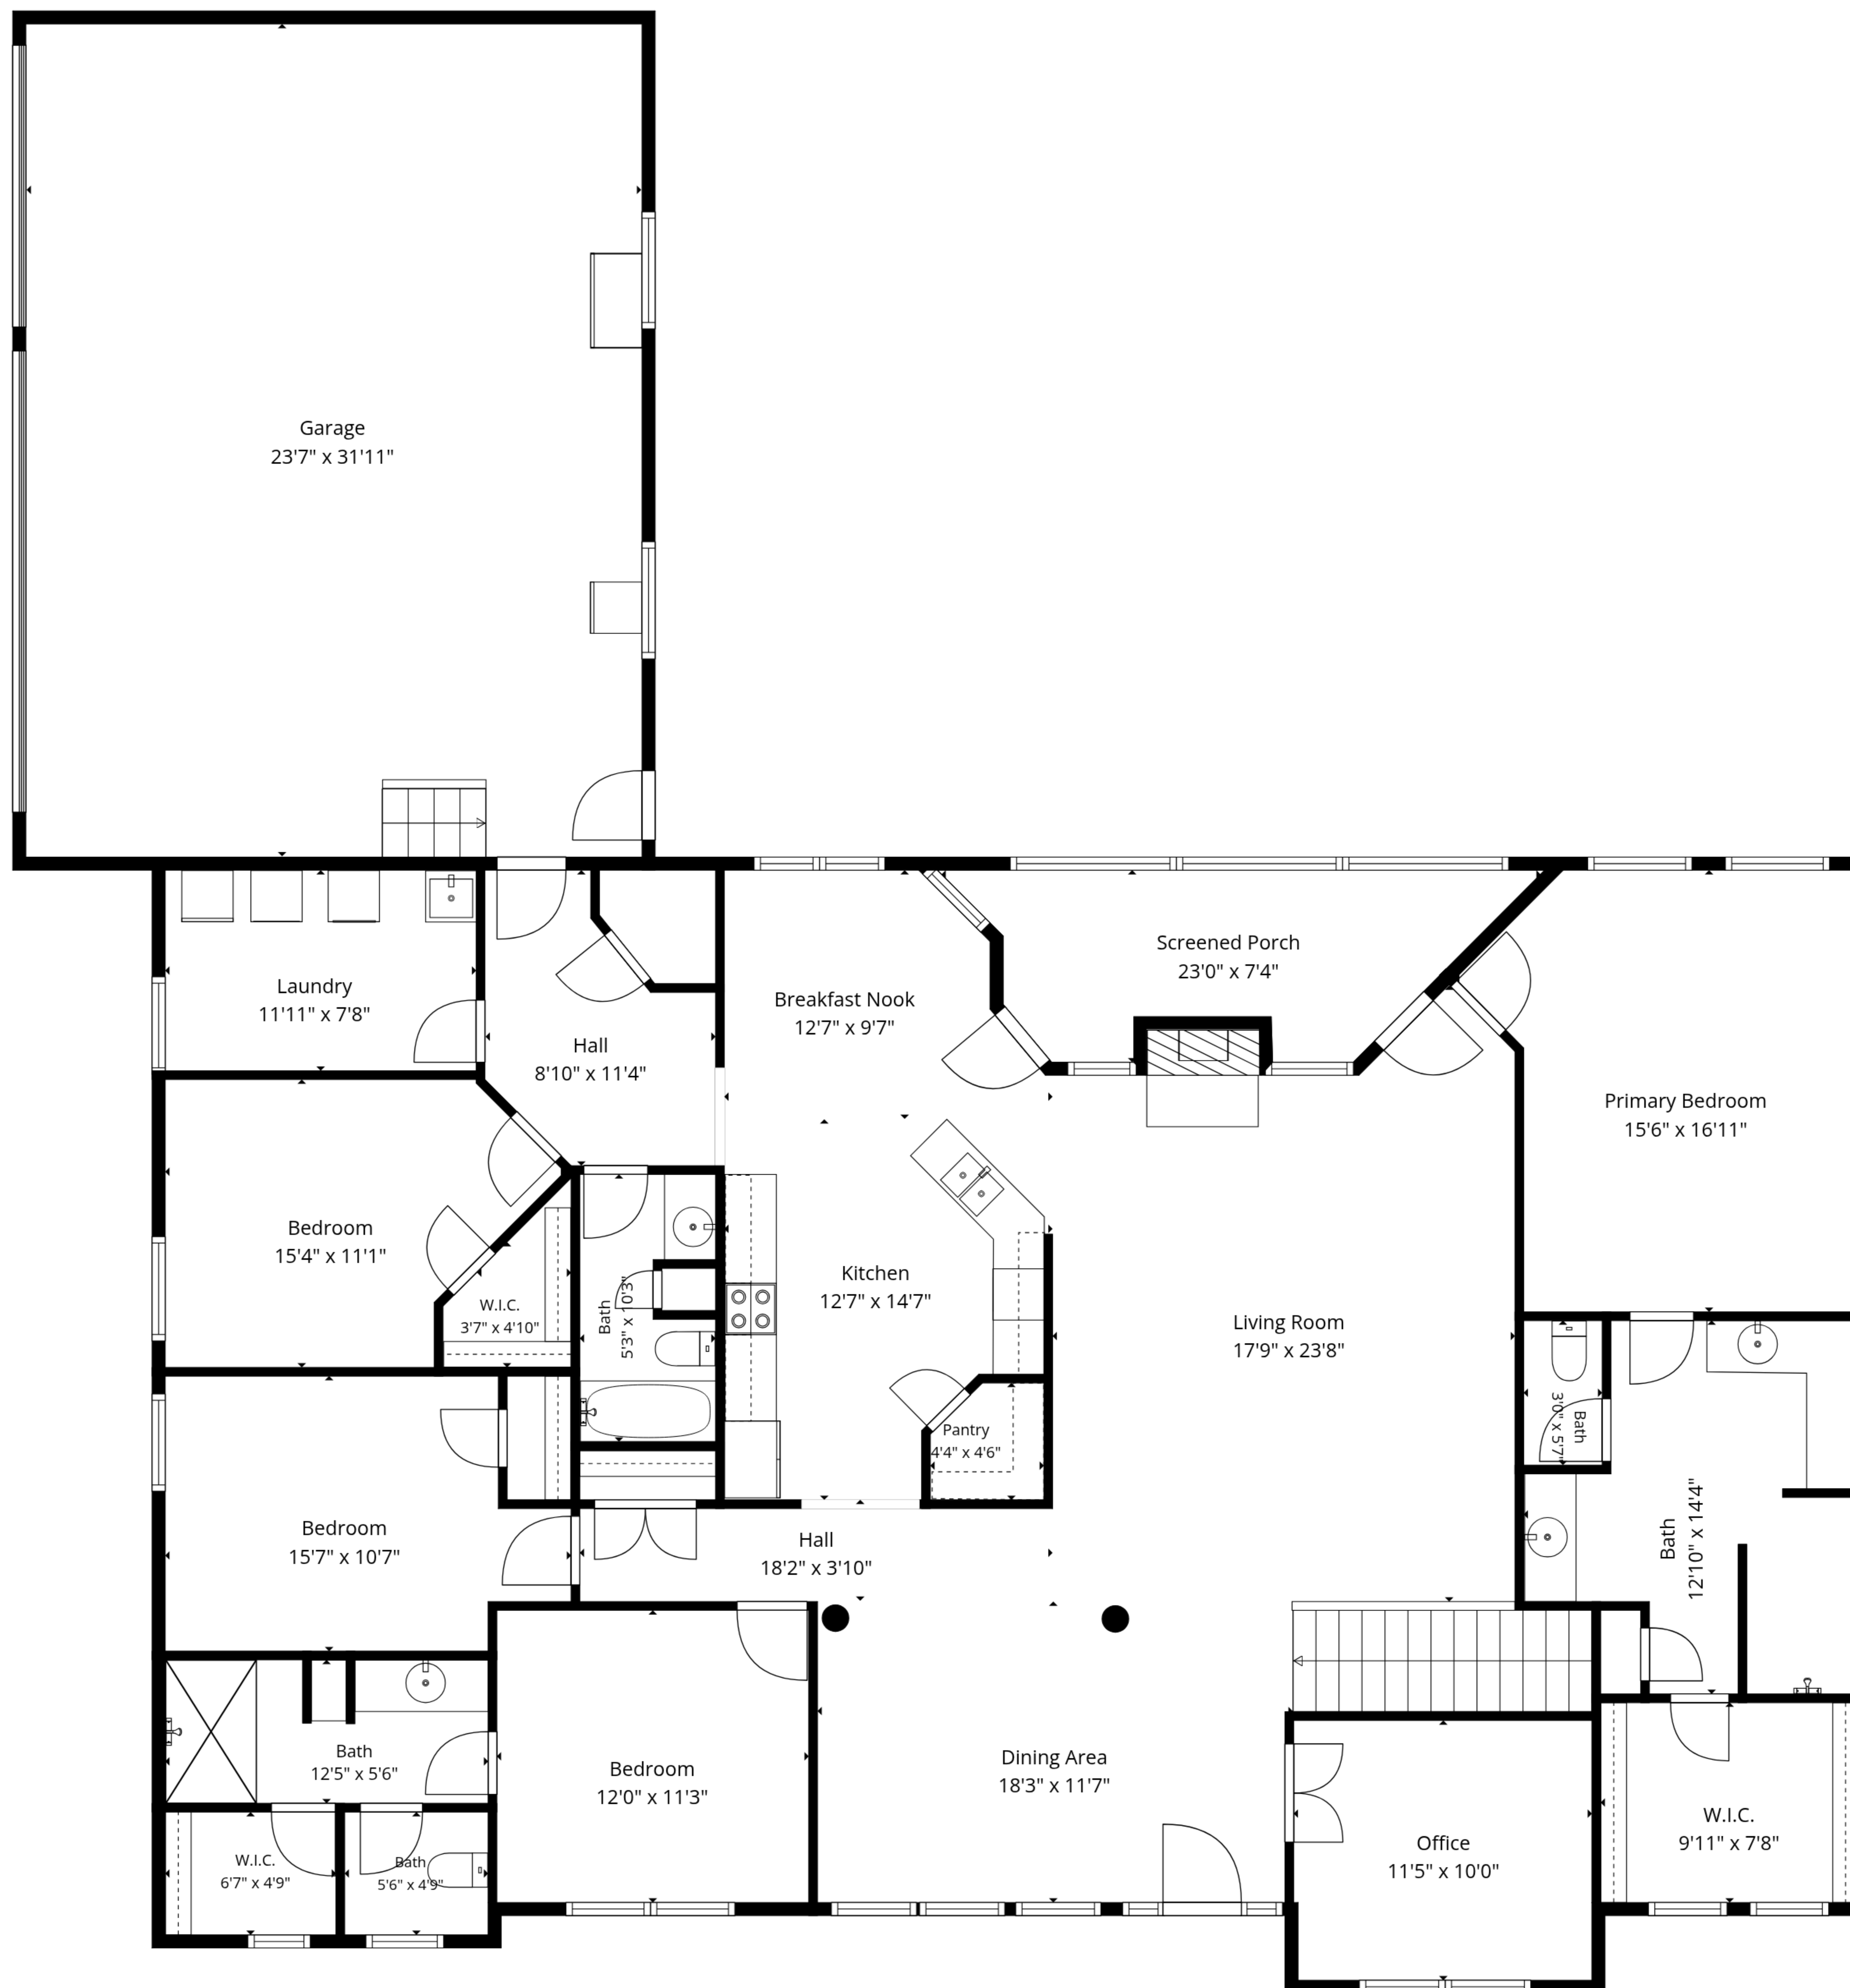 Garage
23'7" x 31'11"
Laundry
11'11" x 7'8"
Hall
8'10" x 11'4"
Breakfast Nook
12'7" x 9'7"
Screened Porch
23'0" x 7'4"
Primary Bedroom
15'6" x 16'11"
Bedroom
15'4" x 11'1"
W.I.C.
3'7" x 4'10"
Bath
5'3" x 10'3"
Kitchen
12'7" x 14'7"
Living Room
17'9" x 23'8"
Pantry
4'4" x 4'6"
Bath
3'0" x 5'7"
Bedroom
15'7" x 10'7"
Hall
18'2" x 3'10"
Bath
12'10" x 14'4"
Bath
12'5" x 5'6"
Bedroom
12'0" x 11'3"
Dining Area
18'3" x 11'7"
Office
11'5" x 10'0"
W.I.C.
9'11" x 7'8"
W.I.C.
6'7" x 4'9"
Bath
5'6" x 4'9"